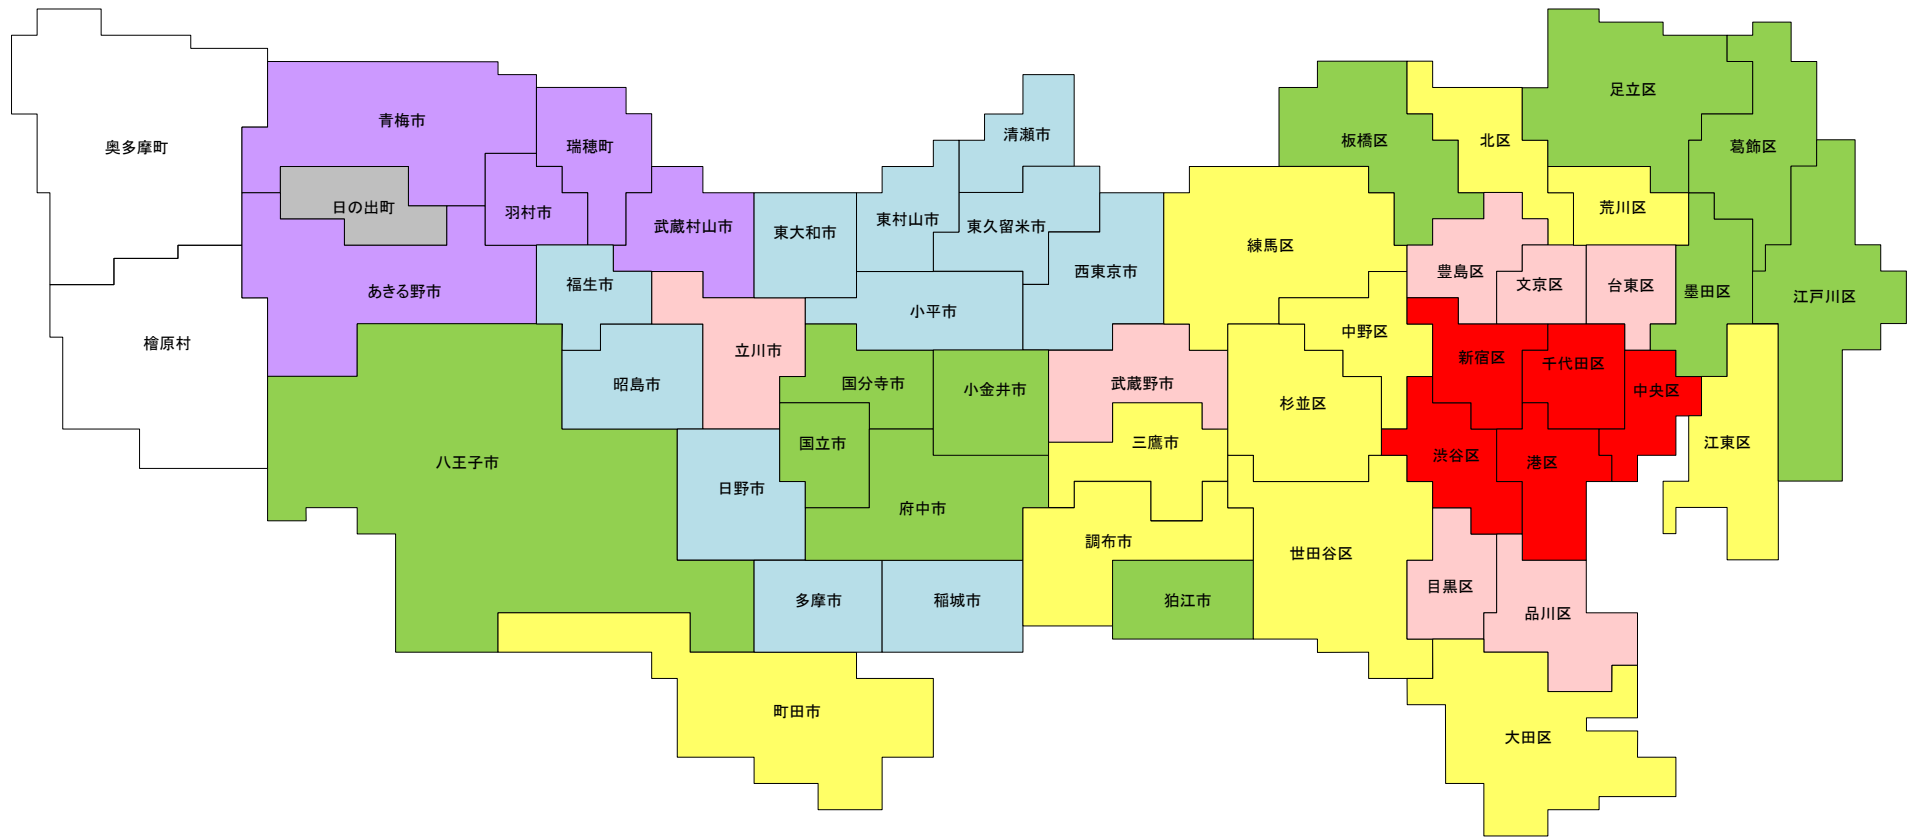 足立区
青梅市
清瀬市
板橋区
北区
奥多摩町
瑞穂町
葛飾区
日の出町
羽村市
荒川区
武蔵村山市
東大和市
東村山市
東久留米市
練馬区
あきる野市
福生市
西東京市
豊島区
文京区
台東区
墨田区
江戸川区
小平市
檜原村
立川市
中野区
新宿区
千代田区
昭島市
国分寺市
小金井市
武蔵野市
杉並区
中央区
八王子市
国立市
三鷹市
渋谷区
港区
江東区
日野市
府中市
調布市
世田谷区
多摩市
稲城市
狛江市
目黒区
品川区
町田市
大田区